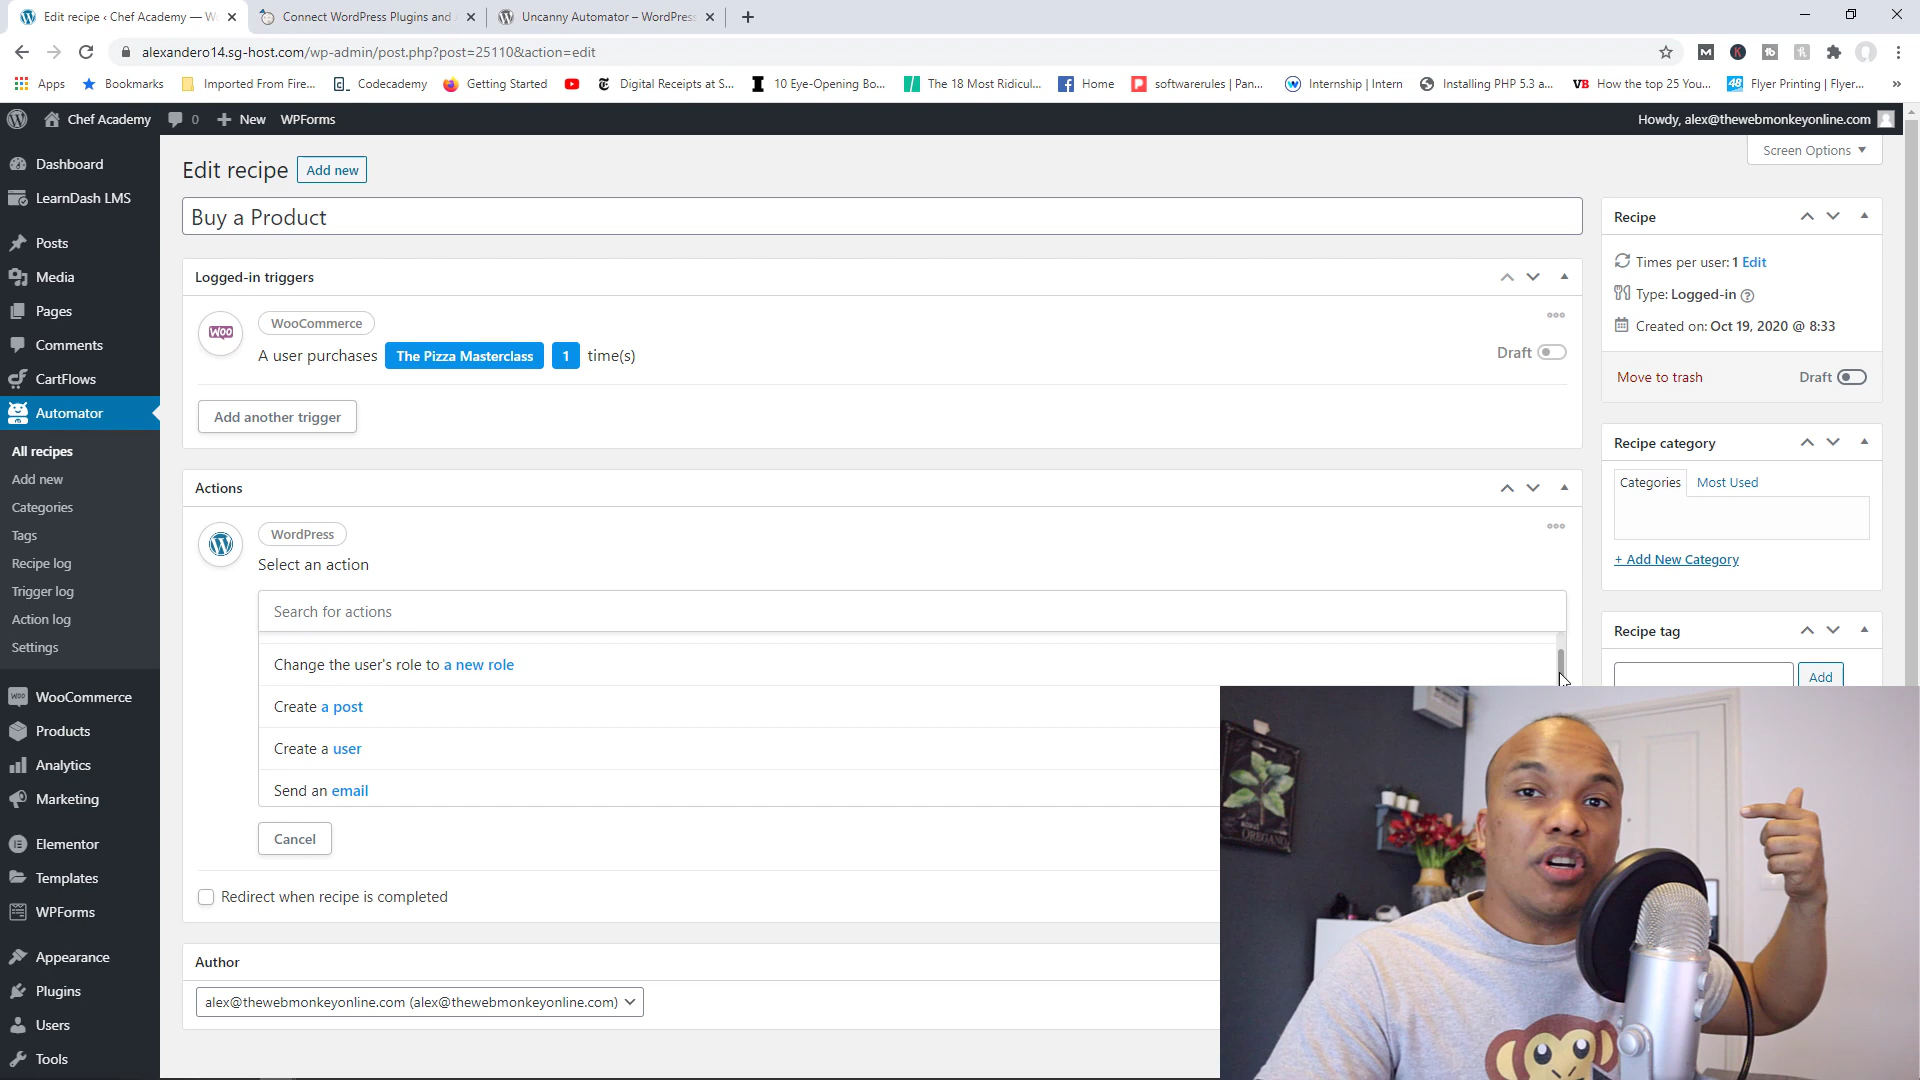 Edit recipe ‹ Chef Academy — W
Connect WordPress Plugins and
Uncanny Automator – WordPress
alexandero14.sg-host.com/wp-admin/post.php?post=25110&action=edit
Apps
Bookmarks
Imported From Fire...
Codecademy
Getting Started
Digital Receipts at S...
10 Eye-Opening Bo...
The 18 Most Ridicul...
Home
softwarerules | Pan...
Internship | Intern
Installing PHP 5.3 a...
How the top 25 You...
Flyer Printing | Flyer...
Chef Academy
0
New
WPForms
Howdy, alex@thewebmonkeyonline.com
Screen Options
Dashboard
LearnDash LMS
Posts
Media
Pages
Comments
CartFlows
Automator
All recipes
Add new
Categories
Tags
Recipe log
Trigger log
Action log
Settings
WooCommerce
Products
Analytics
Marketing
Elementor
Templates
WPForms
Appearance
Plugins
Users
Tools
Edit recipe
Add new
Buy a Product
Logged-in triggers
WOO
WooCommerce
A user purchases The Pizza Masterclass 1 time(s)
Draft
Add another trigger
Actions
WordPress
Select an action
Search for actions
Change the user's role to a new role
Create a post
Create a user
Send an email
Cancel
Redirect when recipe is completed
Author
alex@thewebmonkeyonline.com (alex@thewebmonkeyonline.com)
Recipe
Times per user: 1 Edit
Type: Logged-in
Created on: Oct 19, 2020 @ 8:33
Move to trash
Draft
Recipe category
Categories
Most Used
+ Add New Category
Recipe tag
Add
OREGANO